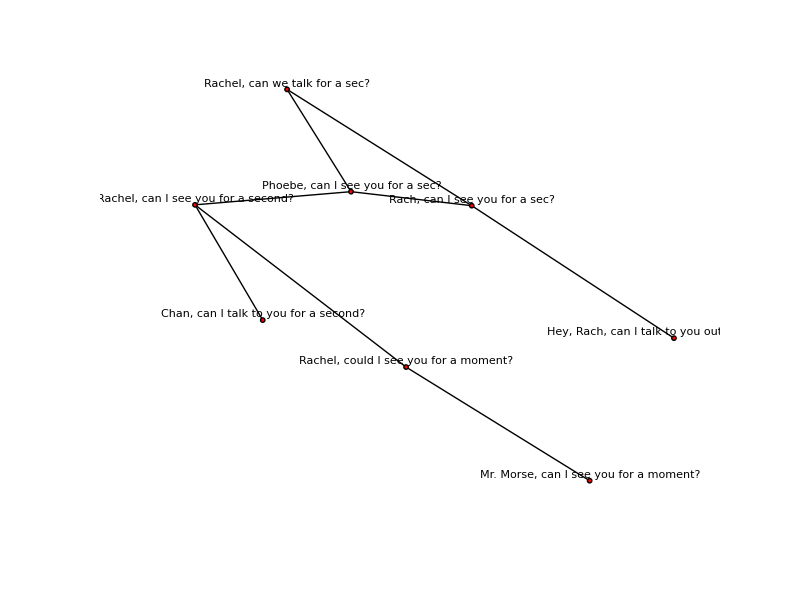 Rachel, can we talk for a sec?
Phoebe, can I see you for a sec?
Rachel, can I see you for a second?
Rach, can I see you for a sec?
Chan, can I talk to you for a second?
Hey, Rach, can I talk to you out
Rachel, could I see you for a moment?
Mr. Morse, can I see you for a moment?